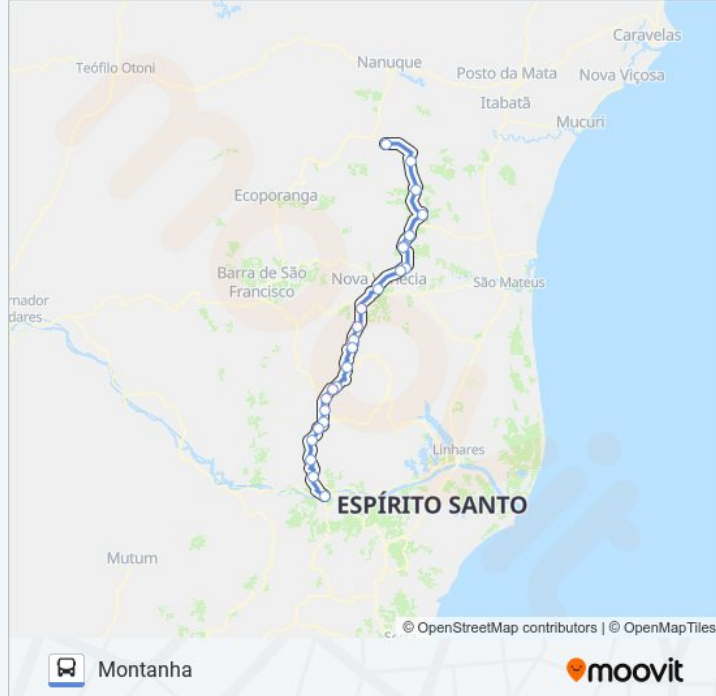 Caravelas
Nanuque
Teófilo Otoni
Posto da Mata
Nova Viçosa
Itabatã
Mucuri
Ecoporanga
Barra de São
Francisco
Nova Venécia
São Mateus
rnador
dares
Linhares
ESPÍRITO SANTO
Mutum
© OpenStreetMap contributors | © OpenMapTiles
Montanha
moovit